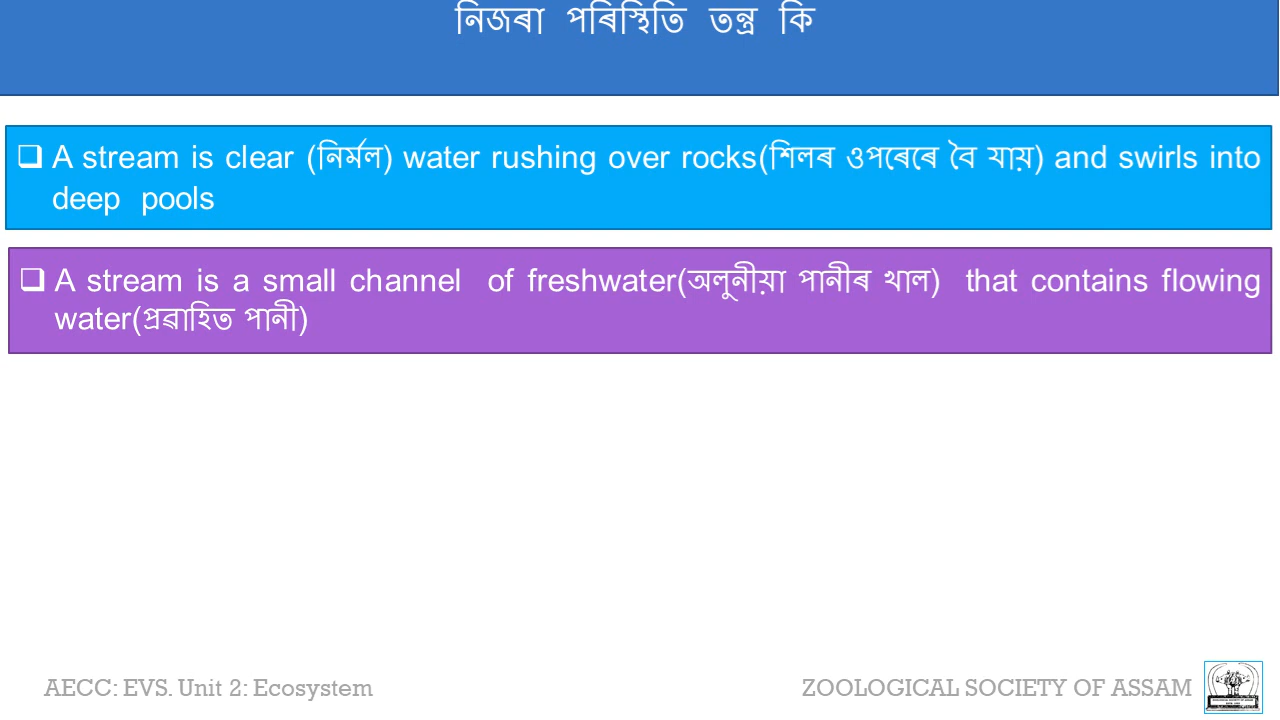 নিজৰা পৰিস্থিতি তন্ত্ৰ কি
❑ A stream is clear (নিৰ্মল) water rushing over rocks(শিলৰ ওপৰেৰে বৈ যায়) and swirls into
deep pools
❑ A stream is a small channel of freshwater(অলুনীয়া পানীৰ খাল) that contains flowing
water(প্ৰৱাহিত পানী)
AECC: EVS. Unit 2: Ecosystem
ZOOLOGICAL SOCIETY OF ASSAM